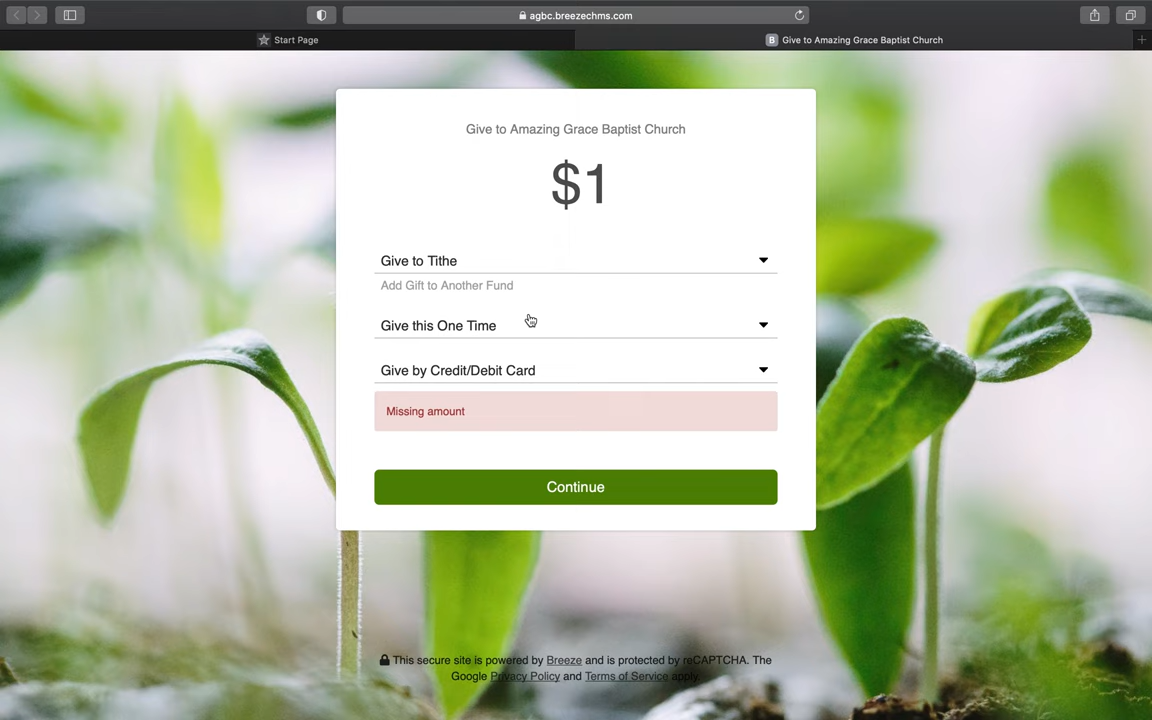 agbc.breezechms.com
Start Page
B Give to Amazing Grace Baptist Church
Give to Amazing Grace Baptist Church
$1
Give to Tithe
Add Gift to Another Fund
Give this One Time
Give by Credit/Debit Card
Missing amount
Continue
This secure site is powered by Breeze and is protected by reCAPTCHA. The
Google Privacy Policy and Terms of Service apply.